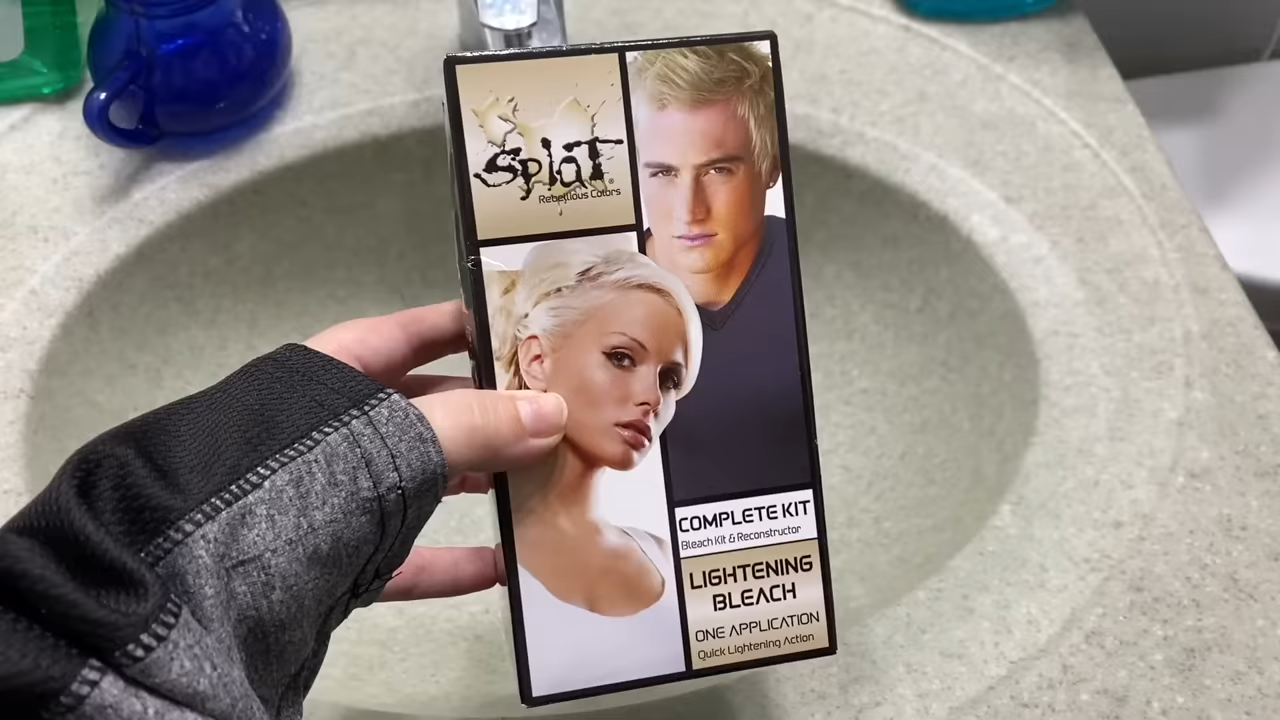 Splat®
Rebellious Colors
COMPLETE KIT
Bleach Kit & Reconstructor
LIGHTENING
BLEACH
ONE APPLICATION
Quick Lightening Action